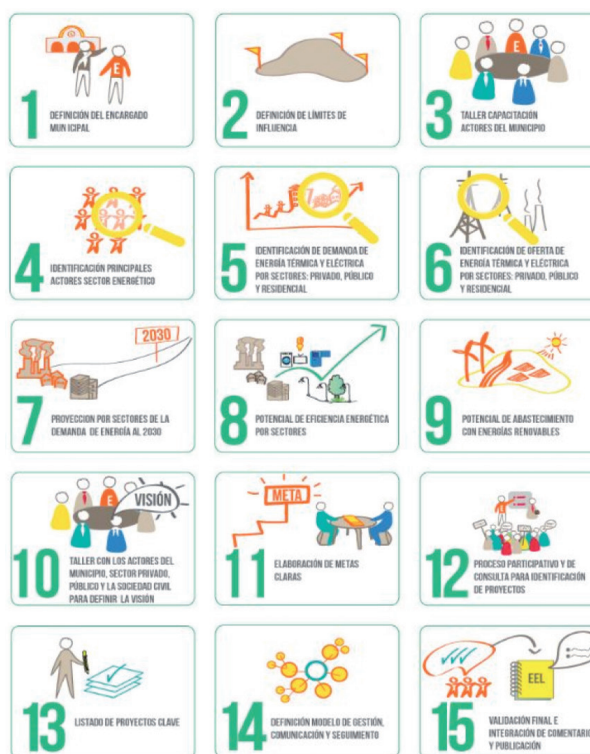 E
1
DEFINICIÓN DEL ENCARGADO
MUNICIPAL
2
DEFINICIÓN DE LÍMITES DE
INFLUENCIA
E
3
TALLER CAPACITACIÓN
ACTORES DEL MUNICIPIO
4
IDENTIFICACIÓN PRINCIPALES
ACTORES SECTOR ENERGÉTICO
5
IDENTIFICACIÓN DE DEMANDA DE
ENERGÍA TÉRMICA Y ELÉCTRICA
POR SECTORES: PRIVADO, PÚBLICO
Y RESIDENCIAL
6
IDENTIFICACIÓN DE OFERTA DE
ENERGÍA TÉRMICA Y ELÉCTRICA
POR SECTORES: PRIVADO, PÚBLICO
Y RESIDENCIAL
2030
7
PROYECCION POR SECTORES DE LA
DEMANDA DE ENERGÍA AL 2030
8
POTENCIAL DE EFICIENCIA ENERGÉTICA
POR SECTORES
9
POTENCIAL DE ABASTECIMIENTO
CON ENERGÍAS RENOVABLES
E
VISIÓN
10
TALLER CON LOS ACTORES DEL
MUNICIPIO, SECTOR PRIVADO,
PÚBLICO Y LA SOCIEDAD CIVIL
PARA DEFINIR LA VISIÓN
META
11
ELABORACIÓN DE METAS
CLARAS
12
PROCESO PARTICIPATIVO Y DE
CONSULTA PARA IDENTIFICACIÓN
DE PROYECTOS
13
LISTADO DE PROYECTOS CLAVE
14
DEFINICIÓN MODELO DE GESTIÓN,
COMUNICACIÓN Y SEGUIMIENTO
EEL
15
VALIDACIÓN FINAL E
INTEGRACIÓN DE COMENTARIO
Y PUBLICACIÓN